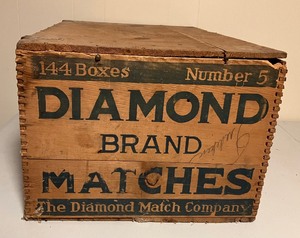 144 Boxes Number 5
DIAMOND
BRAND
MATCHES
The Diamond Match Company